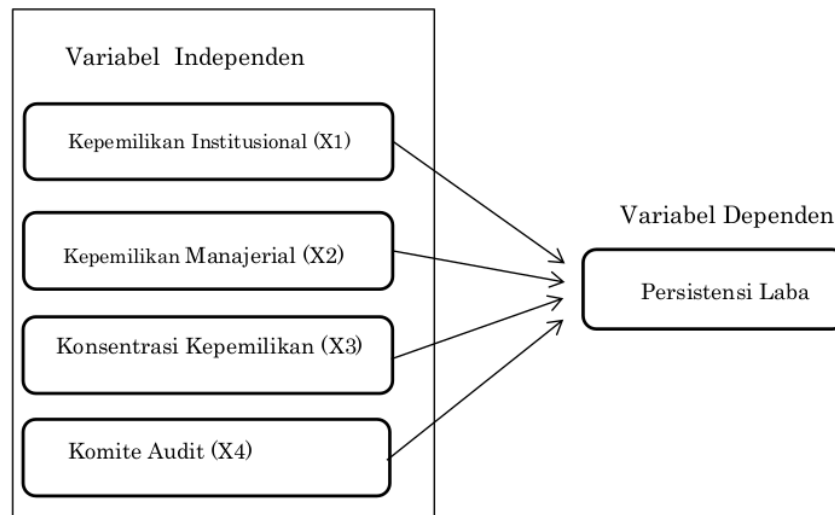 Variabel Independen
Kepemilikan Institusional (X1)
Kepemilikan Manajerial (X2)
Konsentrasi Kepemilikan (X3)
Komite Audit (X4)
Variabel Dependen
Persistensi Laba